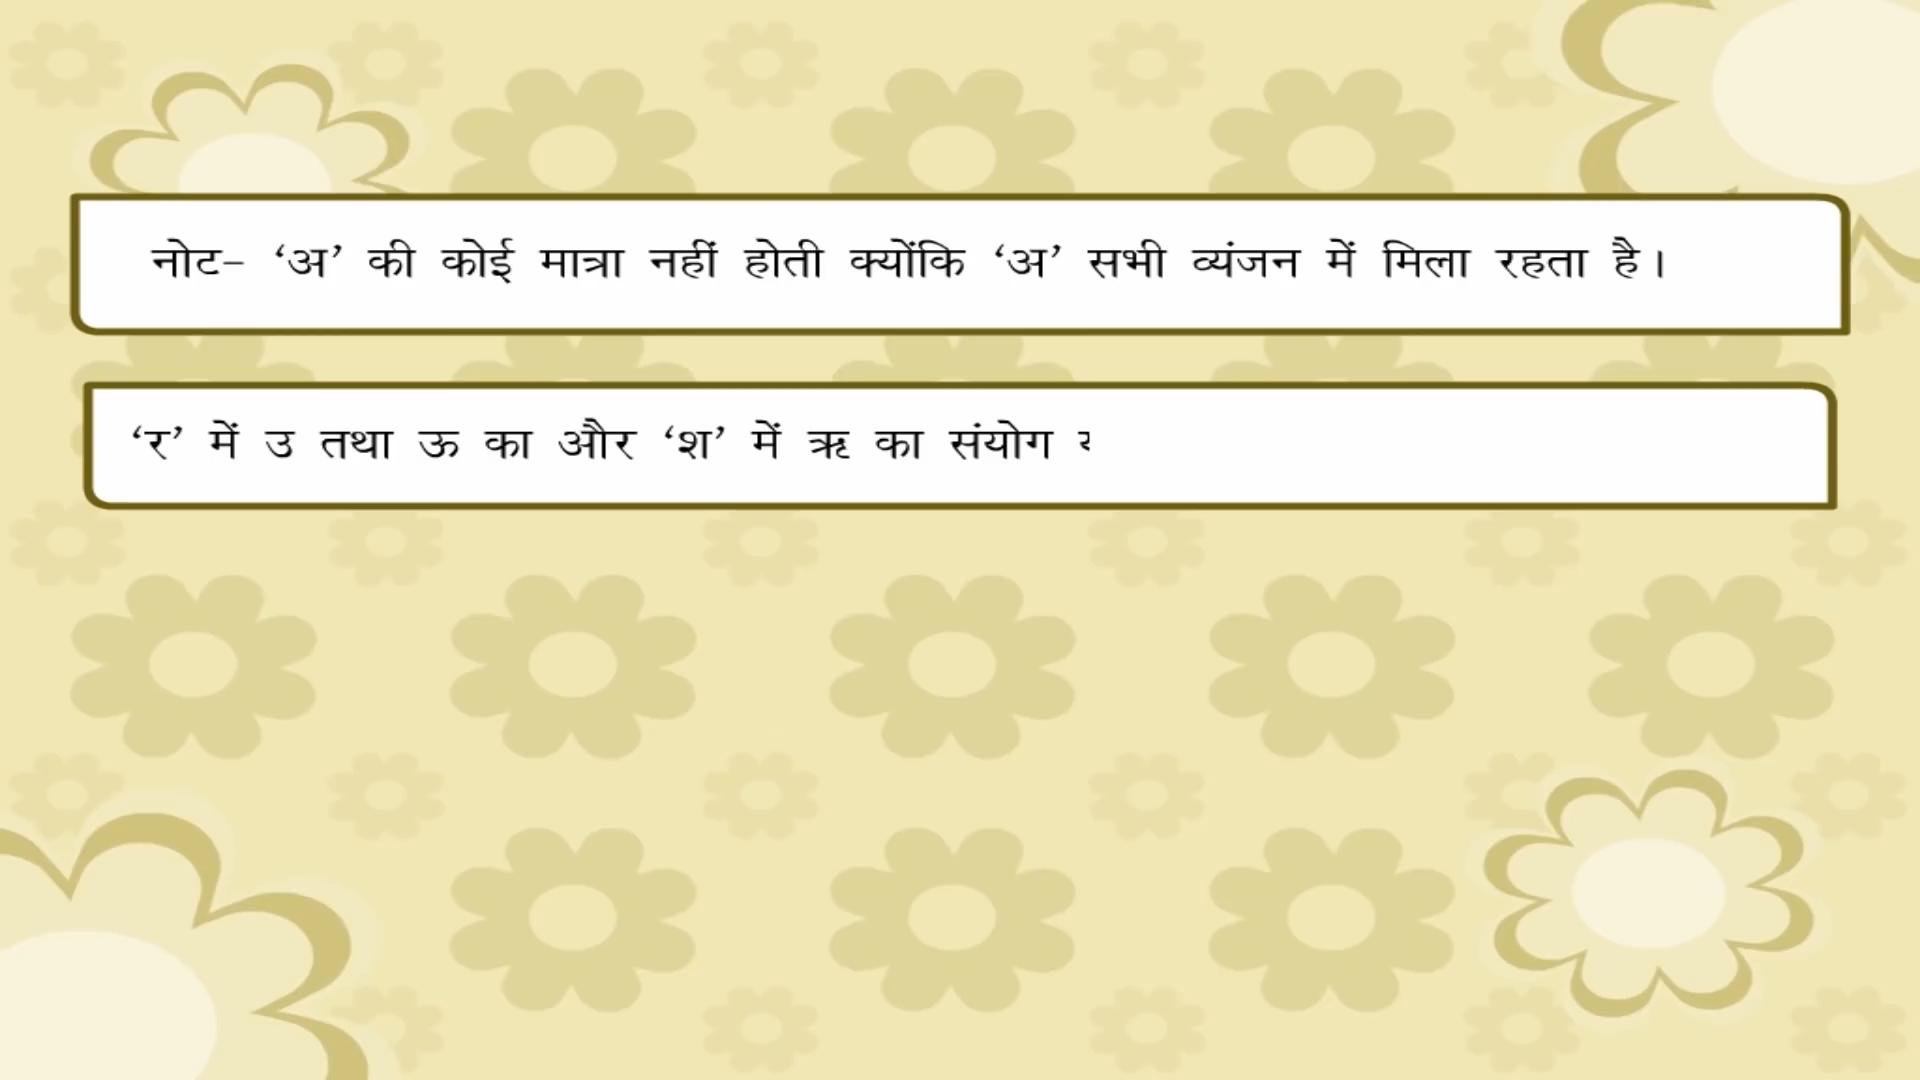 नोट- ‘अ’ की कोई मात्रा नहीं होती क्योंकि ‘अ’ सभी व्यंजन में मिला रहता है।
‘र’ में उ तथा ऊ का और ‘श’ में ऋ का संयोग